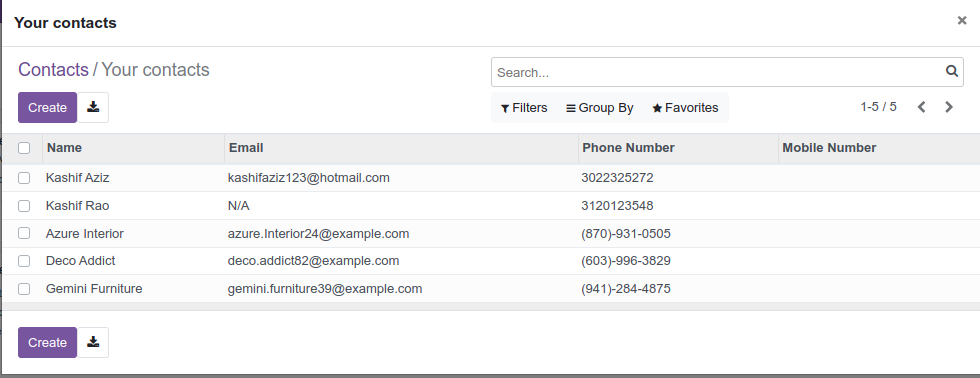 Your contacts
Contacts / Your contacts
Search...
Create
Filters Group By Favorites 1-5 / 5
Name Email Phone Number Mobile Number
Kashif Aziz kashifaziz123@hotmail.com 3022325272
Kashif Rao N/A 3120123548
Azure Interior azure.Interior24@example.com (870)-931-0505
Deco Addict deco.addict82@example.com (603)-996-3829
Gemini Furniture gemini.furniture39@example.com (941)-284-4875
Create